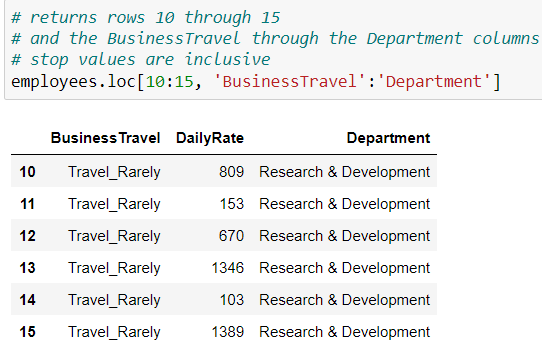 # returns rows 10 through 15
# and the BusinessTravel through the Department columns
# stop values are inclusive
employees.loc[10:15, 'BusinessTravel':'Department']
BusinessTravel DailyRate Department
10 Travel_Rarely 809 Research & Development
11 Travel_Rarely 153 Research & Development
12 Travel_Rarely 670 Research & Development
13 Travel_Rarely 1346 Research & Development
14 Travel_Rarely 103 Research & Development
15 Travel_Rarely 1389 Research & Development